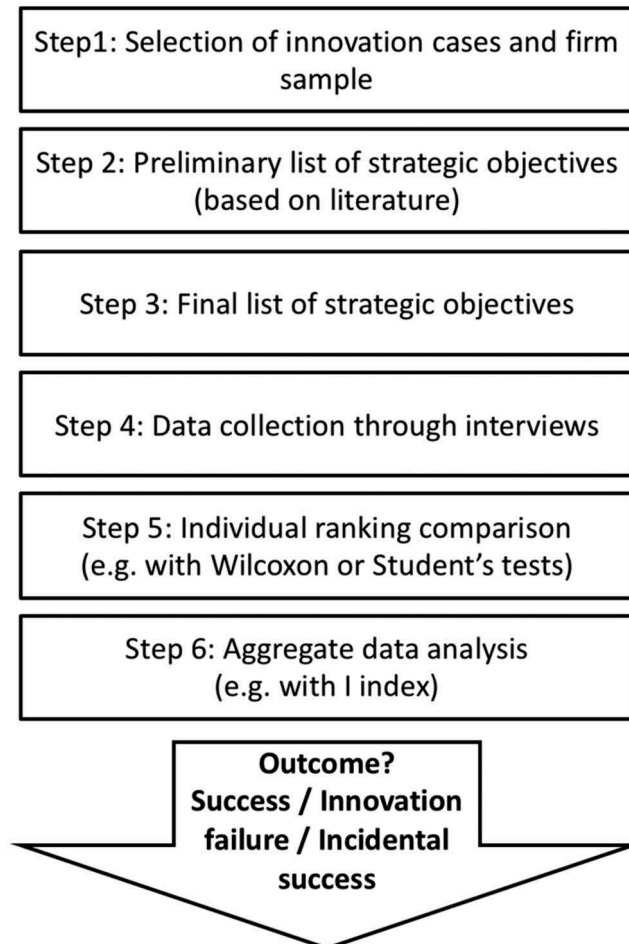 Step1: Selection of innovation cases and firm
sample
Step 2: Preliminary list of strategic objectives
(based on literature)
Step 3: Final list of strategic objectives
Step 4: Data collection through interviews
Step 5: Individual ranking comparison
(e.g. with Wilcoxon or Student’s tests)
Step 6: Aggregate data analysis
(e.g. with I index)
Outcome?
Success / Innovation
failure / Incidental
success